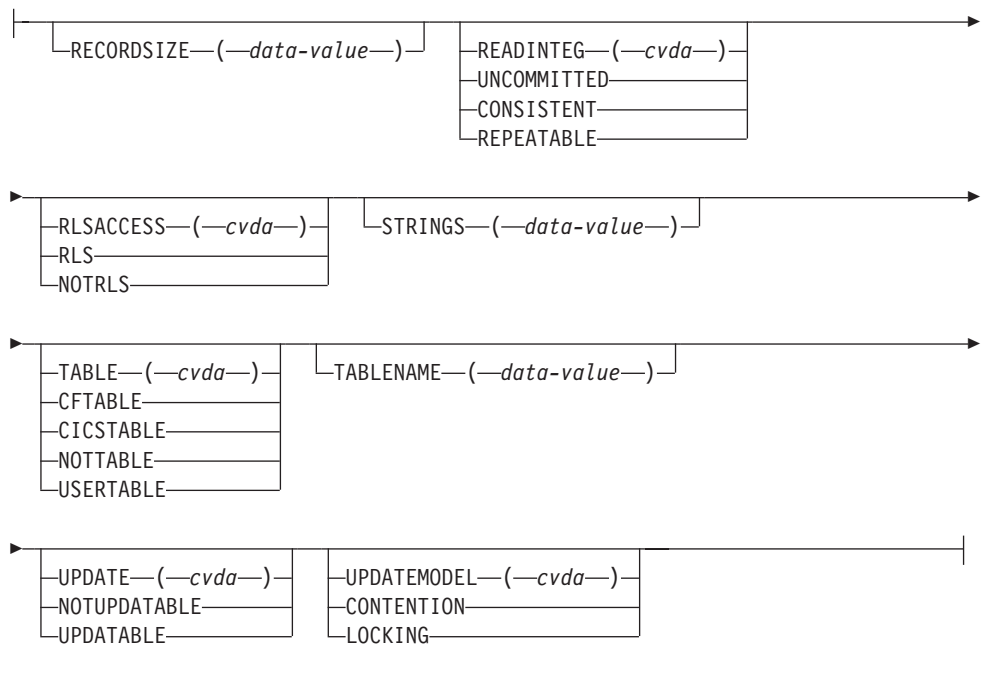 RECORDSIZE (data-value)
READINTEG (cvda)
UNCOMMITTED
CONSISTENT
REPEATABLE
RLSACCESS (cvda)
RLS
NOTRLS
STRINGS (data-value)
TABLE (cvda)
CFTABLE
CICSTABLE
NOTTABLE
USERTABLE
TABLENAME (data-value)
UPDATE (cvda)
NOTUPDATABLE
UPDATABLE
UPDATEMODEL (cvda)
CONTENTION
LOCKING